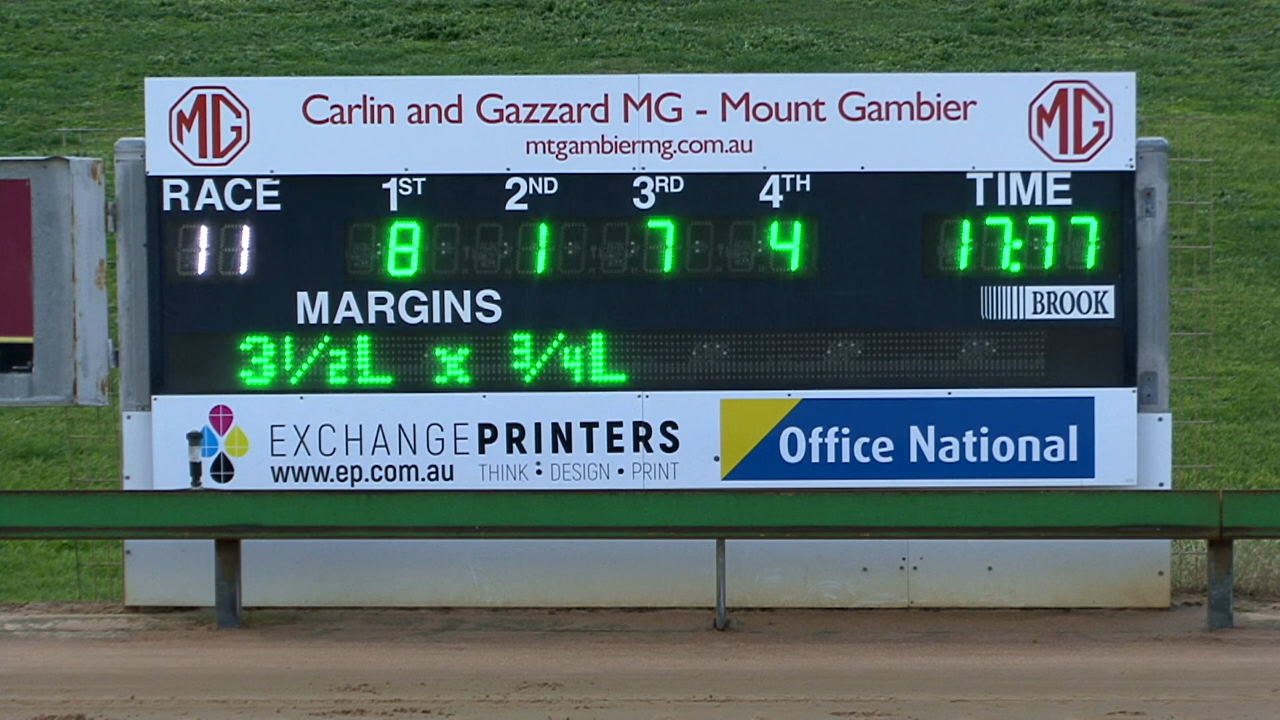 MG Carlin and Gazzard MG - Mount Gambier MG
mtgambiermg.com.au
RACE 1ST 2ND 3RD 4TH TIME
11 8 1 7 4 17:77
MARGINS BROOK
3 1/2L x 3/4L
EXCHANGEPRINTERS
www.ep.com.au THINK • DESIGN • PRINT
Office National